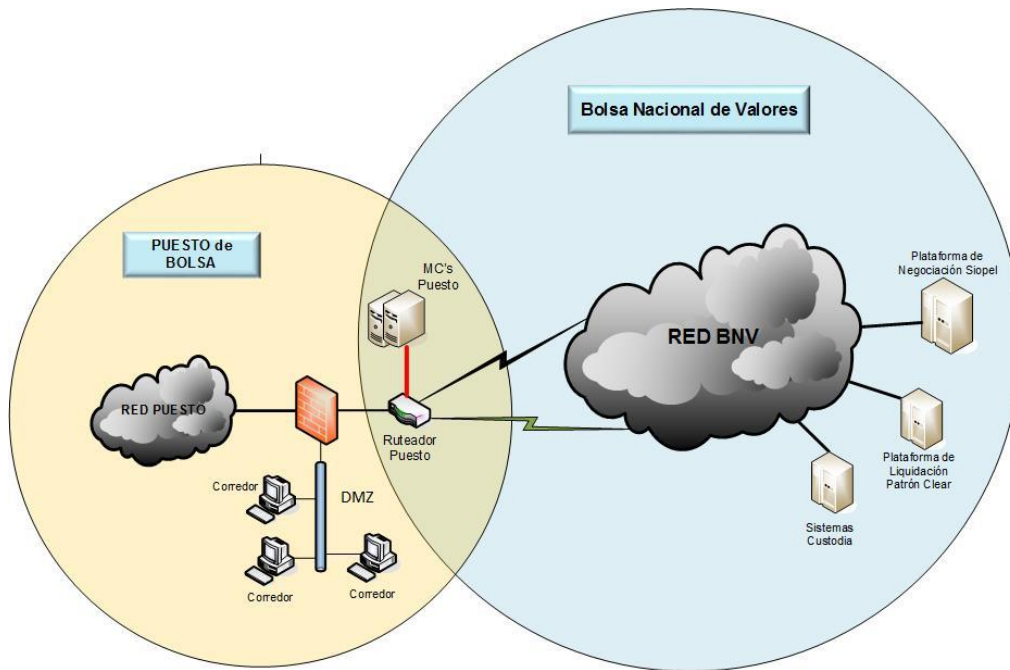 Bolsa Nacional de Valores
PUESTO de
BOLSA
MC's
Puesto
Plataforma de
Negociación Siopel
RED BNV
RED PUESTO
Ruteador
Puesto
Plataforma de
Liquidación
Patrón Clear
Corredor
DMZ
Sistemas
Custodia
Corredor
Corredor